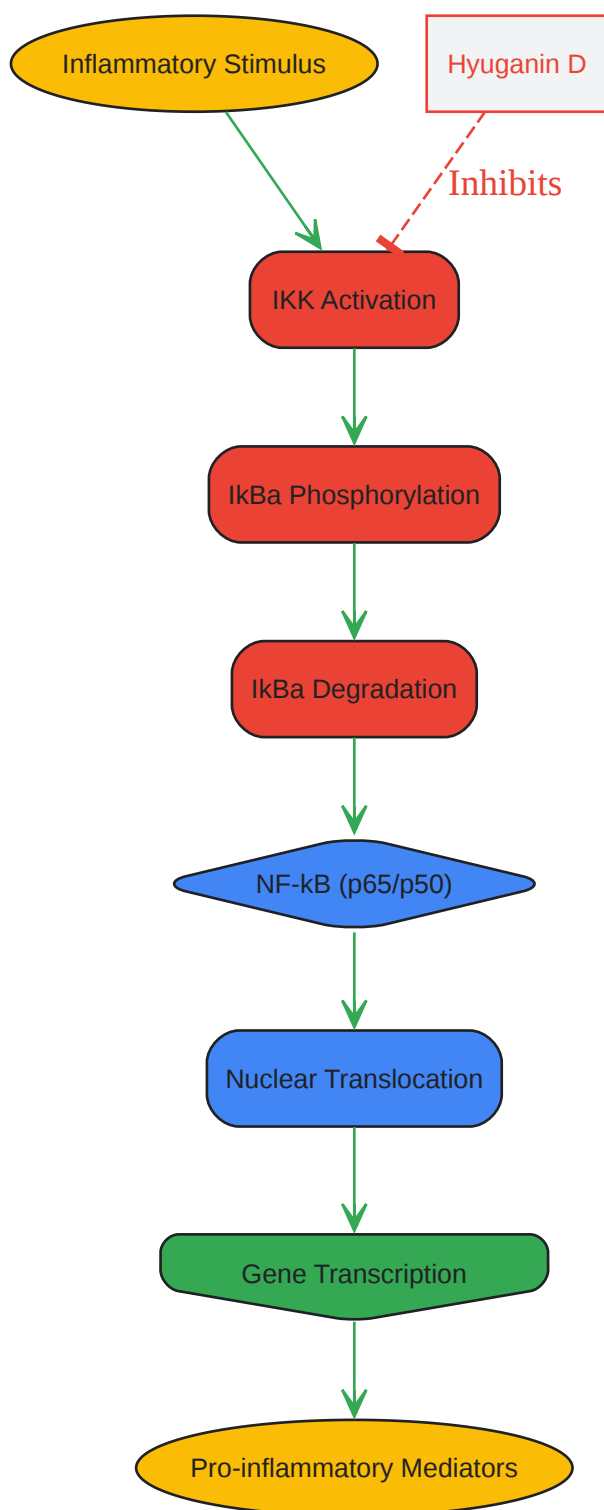 Inflammatory Stimulus
Hyuganin D
Inhibits
IKK Activation
IkBa Phosphorylation
IkBa Degradation
NF-kB (p65/p50)
Nuclear Translocation
Gene Transcription
Pro-inflammatory Mediators